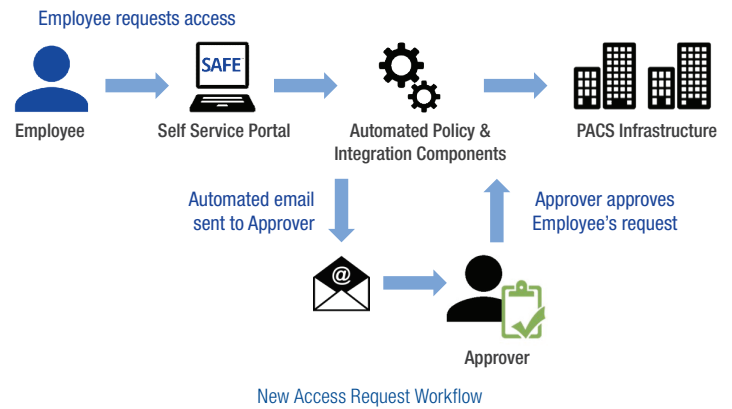 Employee requests access
SAFE
Employee
Self Service Portal
Automated Policy &
Integration Components
PACS Infrastructure
Automated email
sent to Approver
Approver approves
Employee's request
@
Approver
New Access Request Workflow